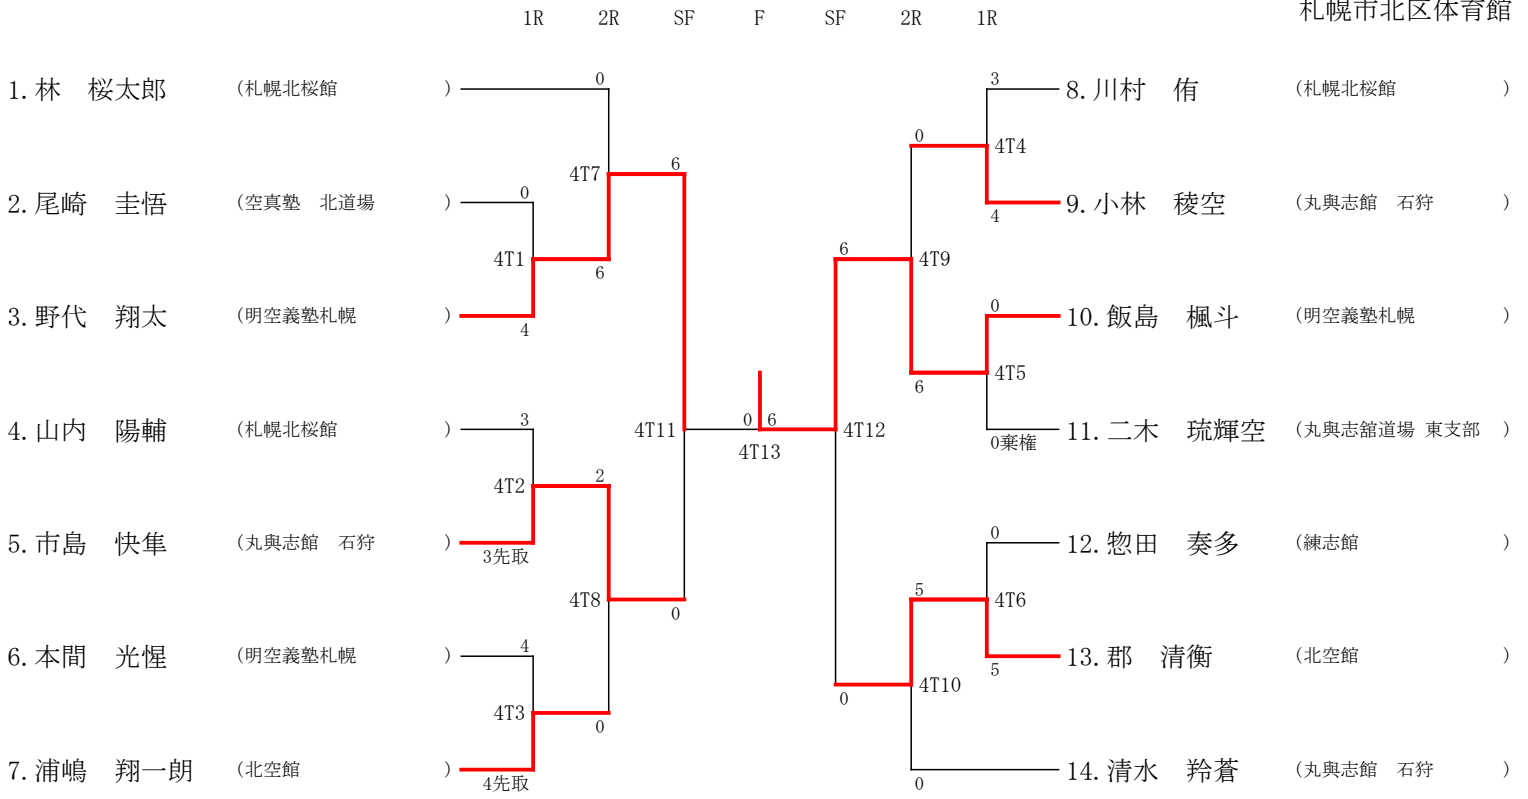 札幌市北区体育館
1R 2R SF F SF 2R 1R
0 3
1. 林　桜太郎 (札幌北桜館 ) 8. 川村　侑 (札幌北桜館 )
0 4T4
4T7 6
0
2. 尾崎　圭悟 (空真塾　北道場 ) 9. 小林　稜空 (丸輿志館　石狩 )
4
6
4T1 4T9
6
0
3. 野代　翔太 (明空義塾札幌 ) 10. 飯島　楓斗 (明空義塾札幌 )
4
4T5
6
3 0 6
4. 山内　陽輔 (札幌北桜館 ) 4T11 4T12 11. 二木　琉輝空 (丸輿志舘道場 東支部 )
0棄権
4T13
2
4T2
0
5. 市島　快隼 (丸輿志館　石狩 ) 12. 惣田　奏多 (練志館 )
3先取
5
4T8 4T6
0
4
6. 本間　光惺 (明空義塾札幌 ) 13. 郡　清衡 (北空館 )
5
4T10
0
4T3
0
7. 浦嶋　翔一朗 (北空館 ) 14. 清水　羚蒼 (丸輿志館　石狩 )
4先取 0